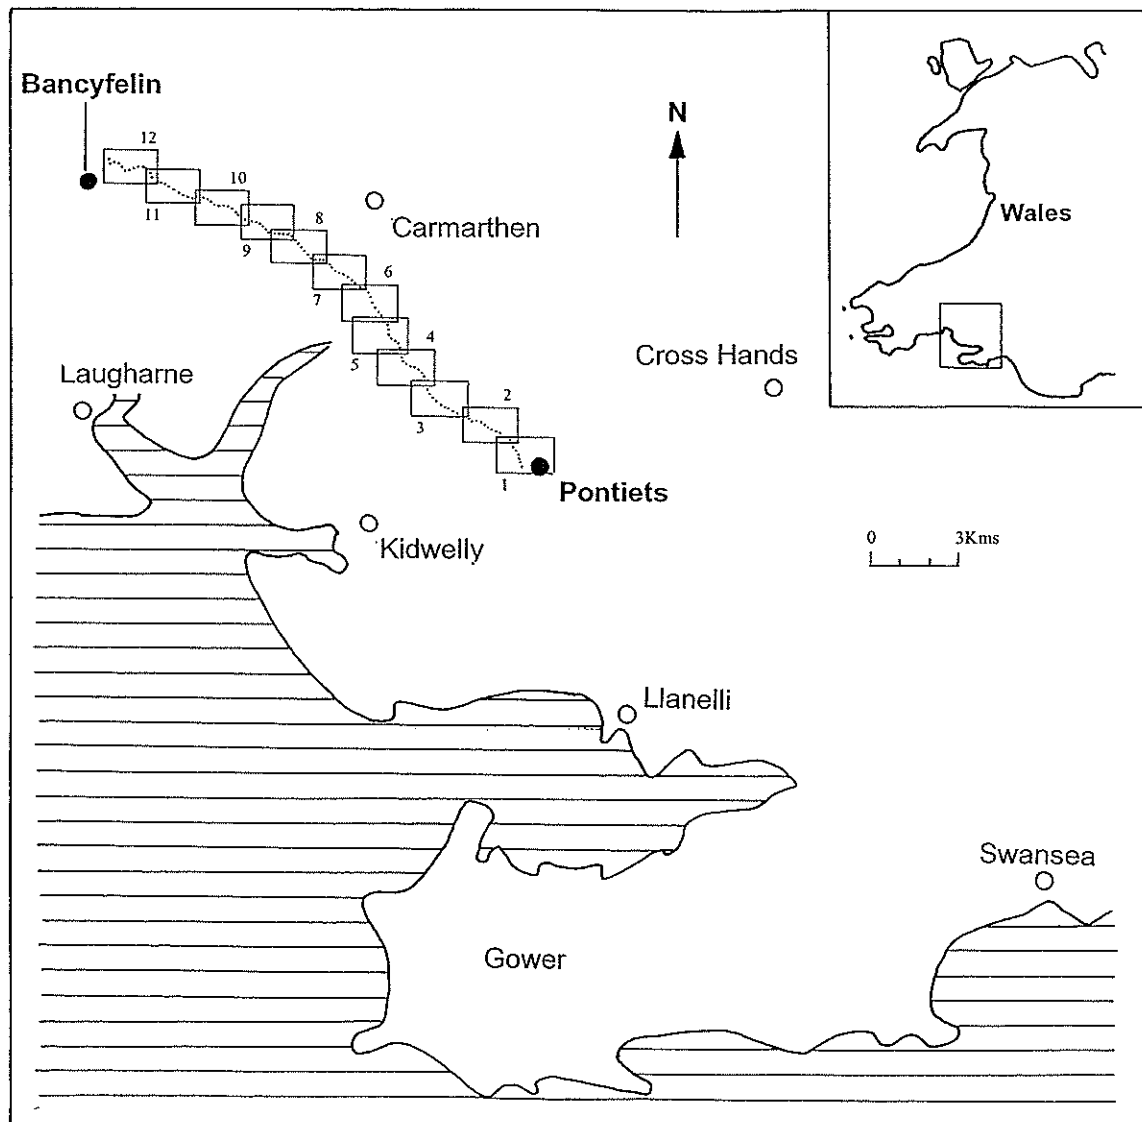 Bancyfelin
N
12
10
Wales
11
8
Carmarthen
9
6
7
4
Cross Hands
5
Laugharne
2
3
1
Pontiets
Kidwelly
0 3Kms
Llanelli
Swansea
Gower